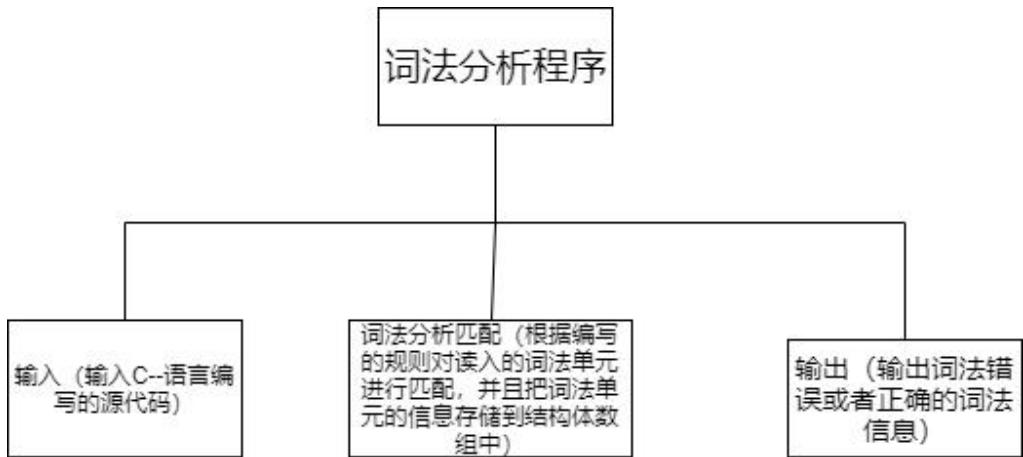 词法分析程序
输入（输入C--语言编
写的源代码）
词法分析匹配（根据编写
的规则对读入的词法单元
进行匹配，并且把词法单
元的信息存储到结构体数
组中）
输出（输出词法错
误或者正确的词法
信息）